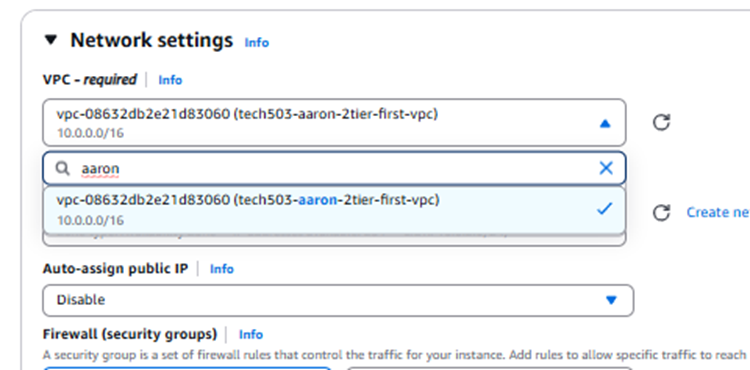 Network settings Info
VPC - required Info
vpc-08632db2e21d83060 (tech503-aaron-2tier-first-vpc)
10.0.0.0/16
aaron
vpc-08632db2e21d83060 (tech503-aaron-2tier-first-vpc)
10.0.0.0/16
Create ne
Auto-assign public IP Info
Disable
Firewall (security groups) Info
A security group is a set of firewall rules that control the traffic for your instance. Add rules to allow specific traffic to reach